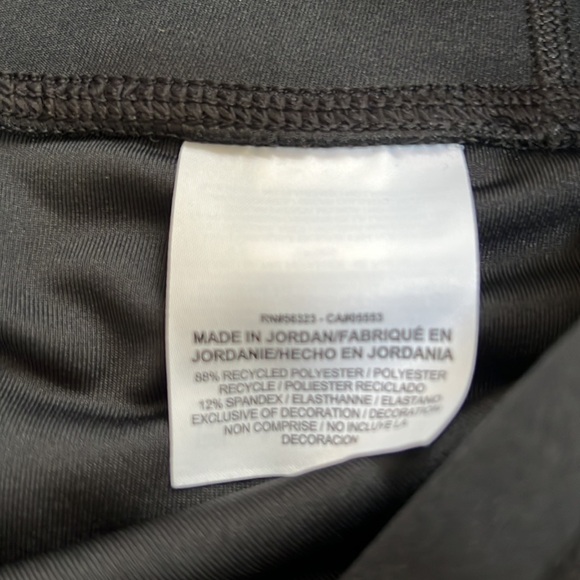 RN#56323 - CA#05553
MADE IN JORDAN/FABRIQUÉ EN
JORDANIE/HECHO EN JORDANIA
88% RECYCLED POLYESTER / POLYESTER
RECYCLE / POLIESTER RECICLADO
12% SPANDEX / ELASTHANNE / ELASTANO
EXCLUSIVE OF DECORATION / DECORATION
NON COMPRISE / NO INCLUYE LA
DECORACION